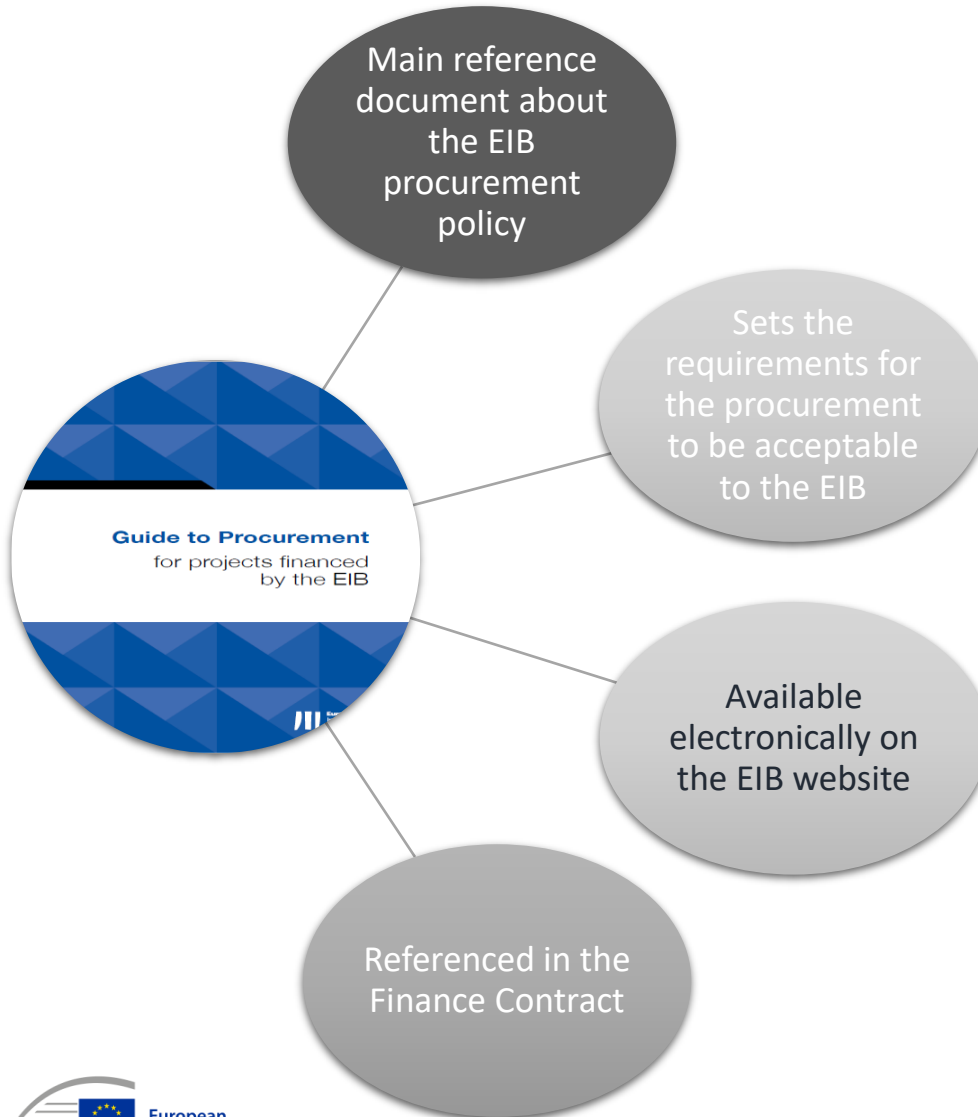 Main reference
document about
the EIB
procurement
policy
Sets the
requirements for
the procurement
to be acceptable
to the EIB
Guide to Procurement
for projects financed
by the EIB
Available
electronically on
the EIB website
Referenced in the
Finance Contract
European